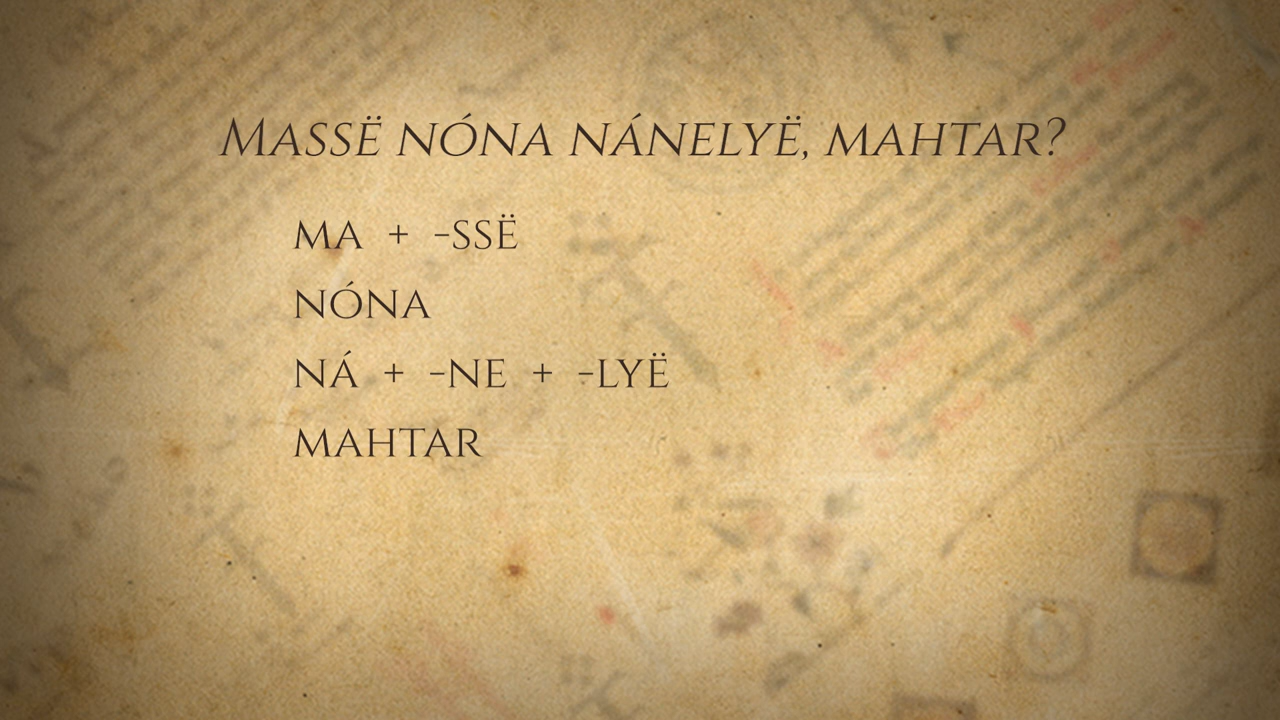 Massë nóna nánelyë, mahtar?
ma + -ssë
nóna
ná + -ne + -lyë
mahtar